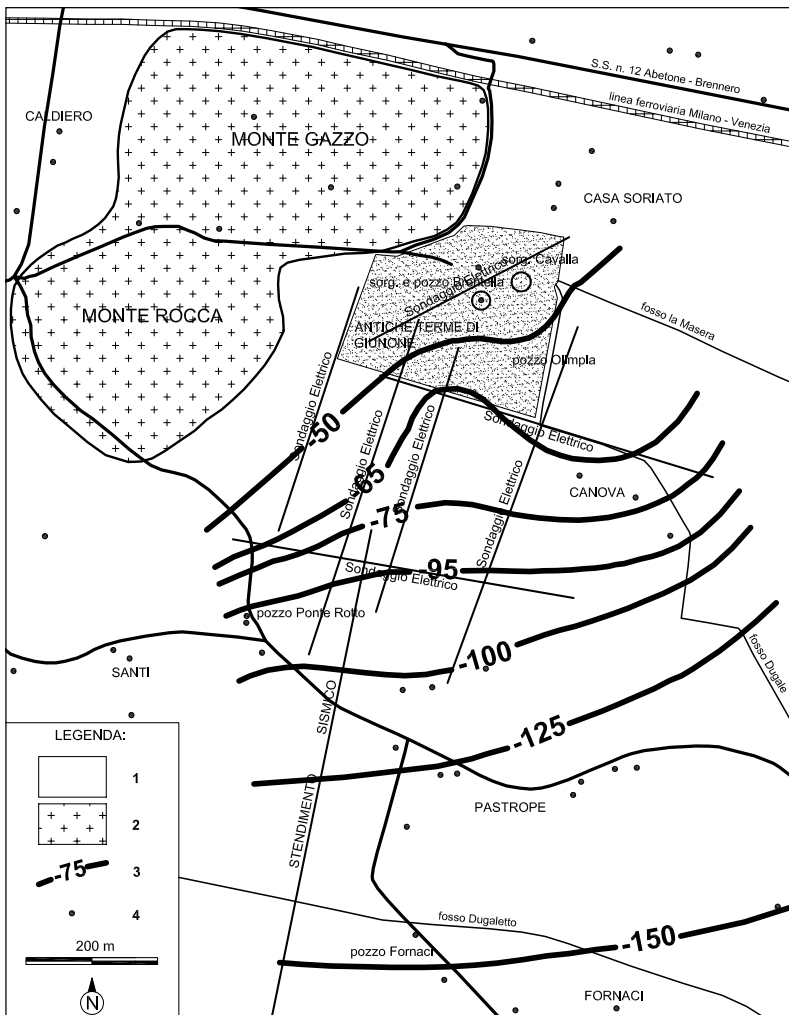 S.S. n. 12 Abetone - Brennero
linea ferroviaria Milano - Venezia
CALDIERO
MONTE GAZZO
CASA SORIATO
sorg. Cavalla
sorg. e pozzo Brentella
Sondaggio Elettrico
fosso la Masera
MONTE ROCCA
ANTICHE TERME DI
GIUNONE
pozzo Olimpia
Sondaggio Elettrico
Sondaggio Elettrico
Sondaggio Elettrico
Sondaggio Elettrico
Sondaggio Elettrico
-50
-65
CANOVA
-75
-95
Sondaggio Elettrico
pozzo Ponte Rotto
-100
fosso Dugale
SANTI
SISMICO
STENDIMENTO
-125
PASTROPE
LEGENDA:
1
2
-75
3
4
200 m
N
fosso Dugaletto
pozzo Fornaci
-150
FORNACI